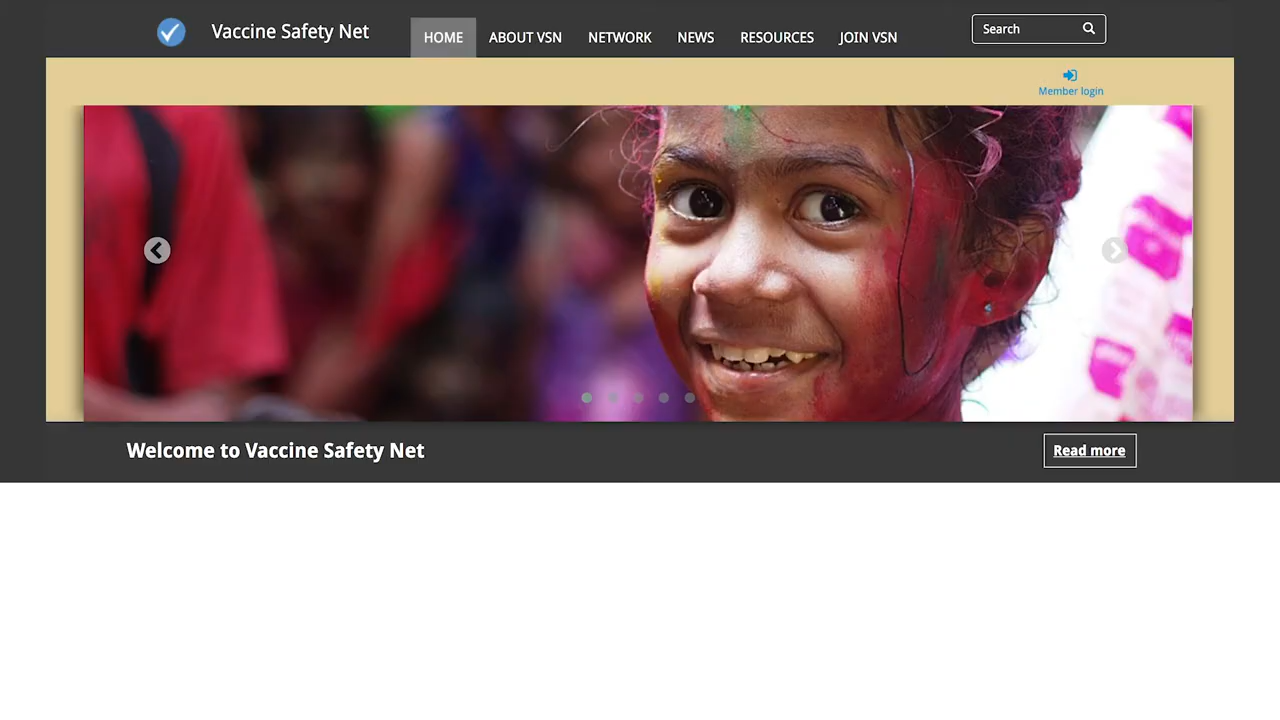 Vaccine Safety Net
HOME ABOUT VSN NETWORK NEWS RESOURCES JOIN VSN
Search
Member login
Welcome to Vaccine Safety Net
Read more